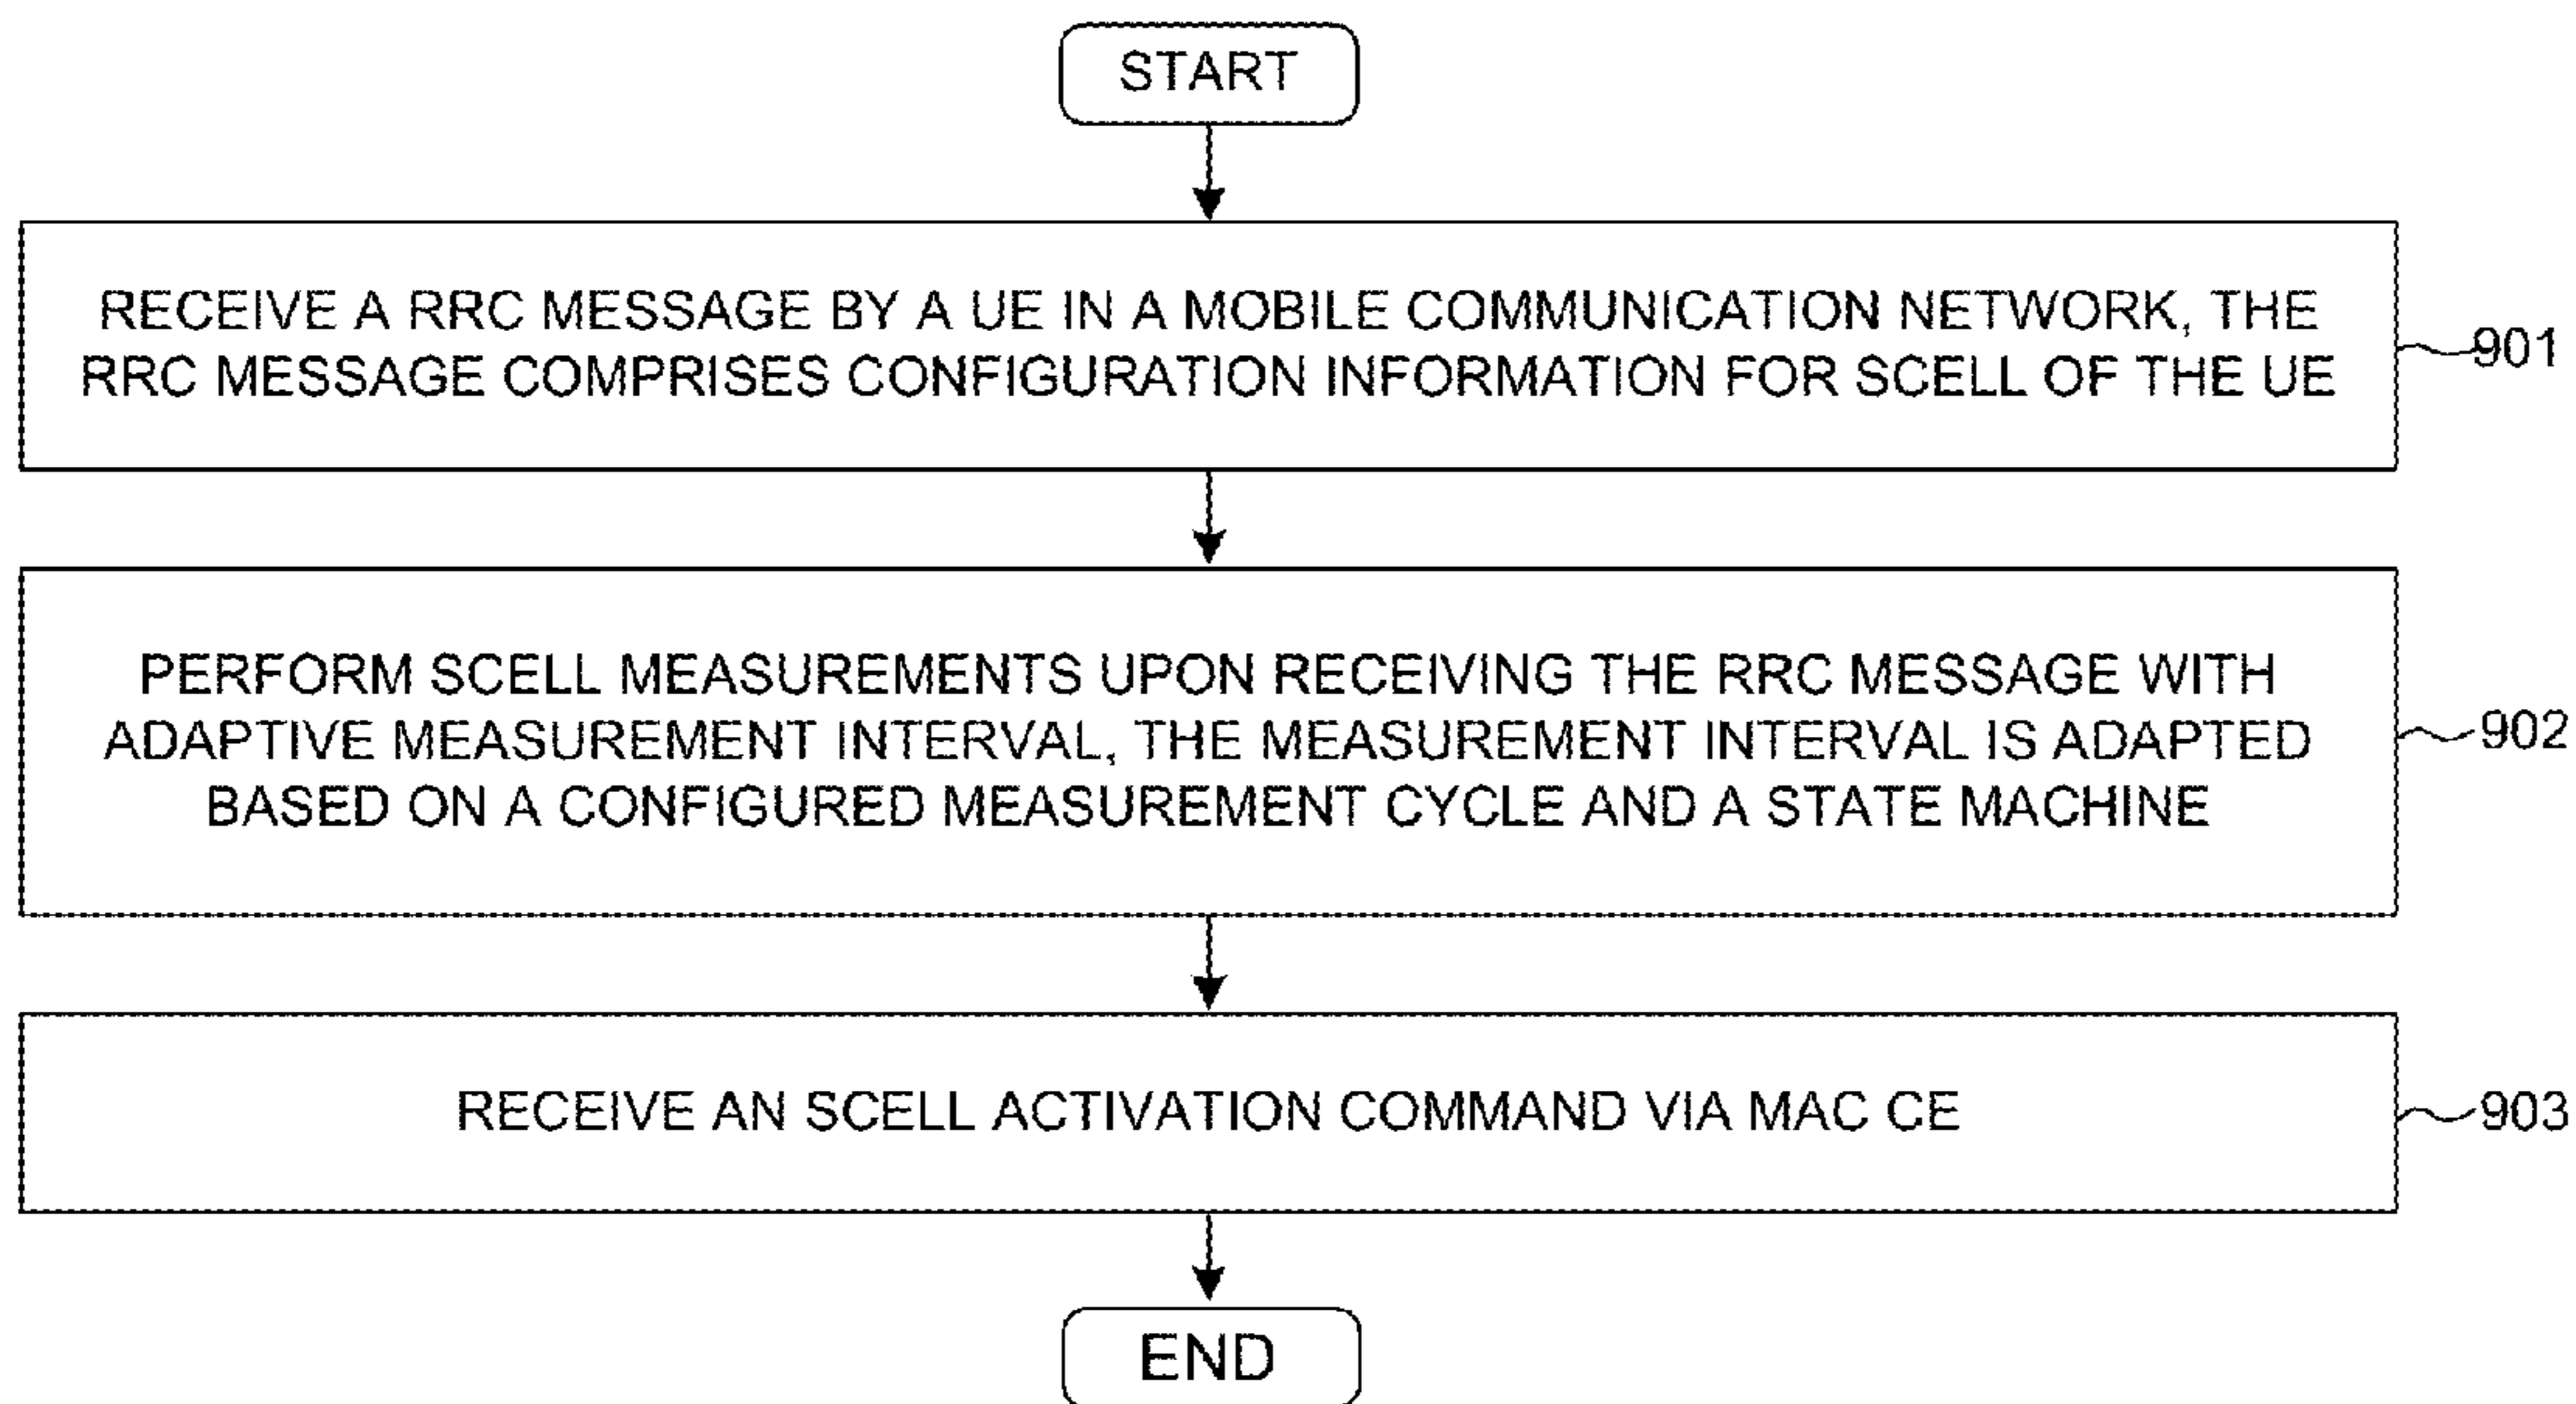 START
RECEIVE A RRC MESSAGE BY A UE IN A MOBILE COMMUNICATION NETWORK, THE
RRC MESSAGE COMPRISES CONFIGURATION INFORMATION FOR SCELL OF THE UE
901
PERFORM SCELL MEASUREMENTS UPON RECEIVING THE RRC MESSAGE WITH
ADAPTIVE MEASUREMENT INTERVAL, THE MEASUREMENT INTERVAL IS ADAPTED
BASED ON A CONFIGURED MEASUREMENT CYCLE AND A STATE MACHINE
902
RECEIVE AN SCELL ACTIVATION COMMAND VIA MAC CE
903
END